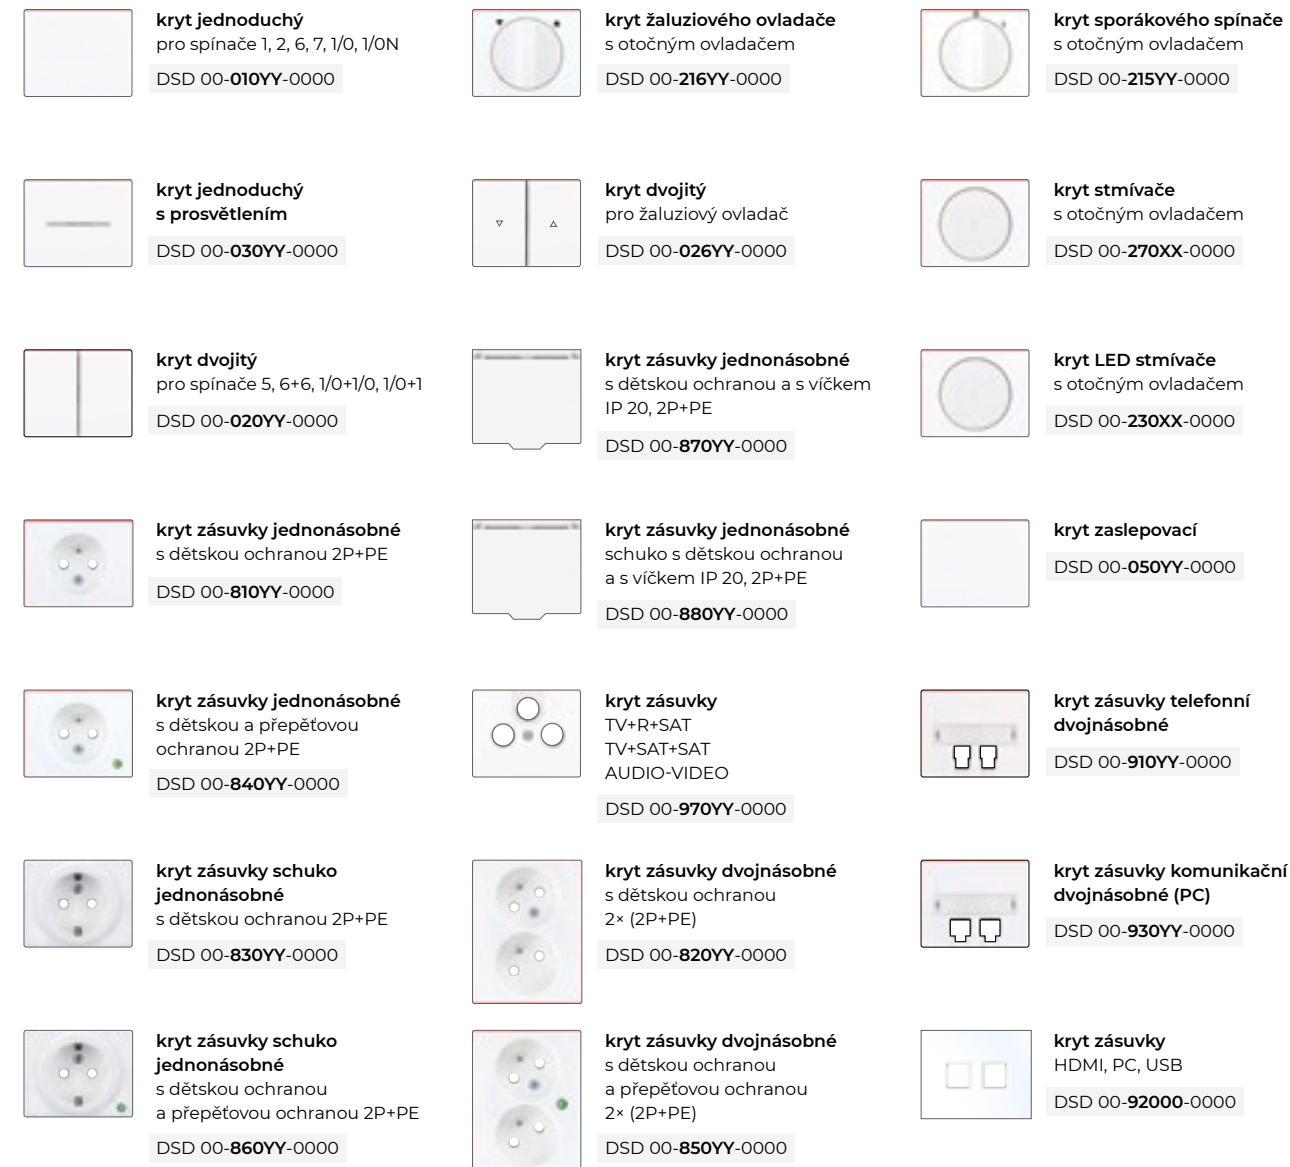 kryt jednoduchý
pro spínače 1, 2, 6, 7, 1/0, 1/0N
DSD 00-010YY-0000
kryt žaluziového ovladače
s otočným ovladačem
DSD 00-216YY-0000
kryt sporákového spínače
s otočným ovladačem
DSD 00-215YY-0000
kryt jednoduchý
s prosvětlením
DSD 00-030YY-0000
kryt dvojitý
pro žaluziový ovladač
DSD 00-026YY-0000
kryt stmívače
s otočným ovladačem
DSD 00-270XX-0000
kryt dvojitý
pro spínače 5, 6+6, 1/0+1/0, 1/0+1
DSD 00-020YY-0000
kryt zásuvky jednonásobné
s dětskou ochranou a s víčkem
IP 20, 2P+PE
DSD 00-870YY-0000
kryt LED stmívače
s otočným ovladačem
DSD 00-230XX-0000
kryt zásuvky jednonásobné
s dětskou ochranou 2P+PE
DSD 00-810YY-0000
kryt zásuvky jednonásobné
schuko s dětskou ochranou
a s víčkem IP 20, 2P+PE
DSD 00-880YY-0000
kryt zaslepovací
DSD 00-050YY-0000
kryt zásuvky jednonásobné
s dětskou a přepěťovou
ochranou 2P+PE
DSD 00-840YY-0000
kryt zásuvky
TV+R+SAT
TV+SAT+SAT
AUDIO-VIDEO
DSD 00-970YY-0000
kryt zásuvky telefonní
dvojnásobné
DSD 00-910YY-0000
kryt zásuvky schuko
jednonásobné
s dětskou ochranou 2P+PE
DSD 00-830YY-0000
kryt zásuvky dvojnásobné
s dětskou ochranou
2× (2P+PE)
DSD 00-820YY-0000
kryt zásuvky komunikační
dvojnásobné (PC)
DSD 00-930YY-0000
kryt zásuvky schuko
jednonásobné
s dětskou ochranou
a přepěťovou ochranou 2P+PE
DSD 00-860YY-0000
kryt zásuvky dvojnásobné
s dětskou ochranou
a přepěťovou ochranou
2× (2P+PE)
DSD 00-850YY-0000
kryt zásuvky
HDMI, PC, USB
DSD 00-92000-0000